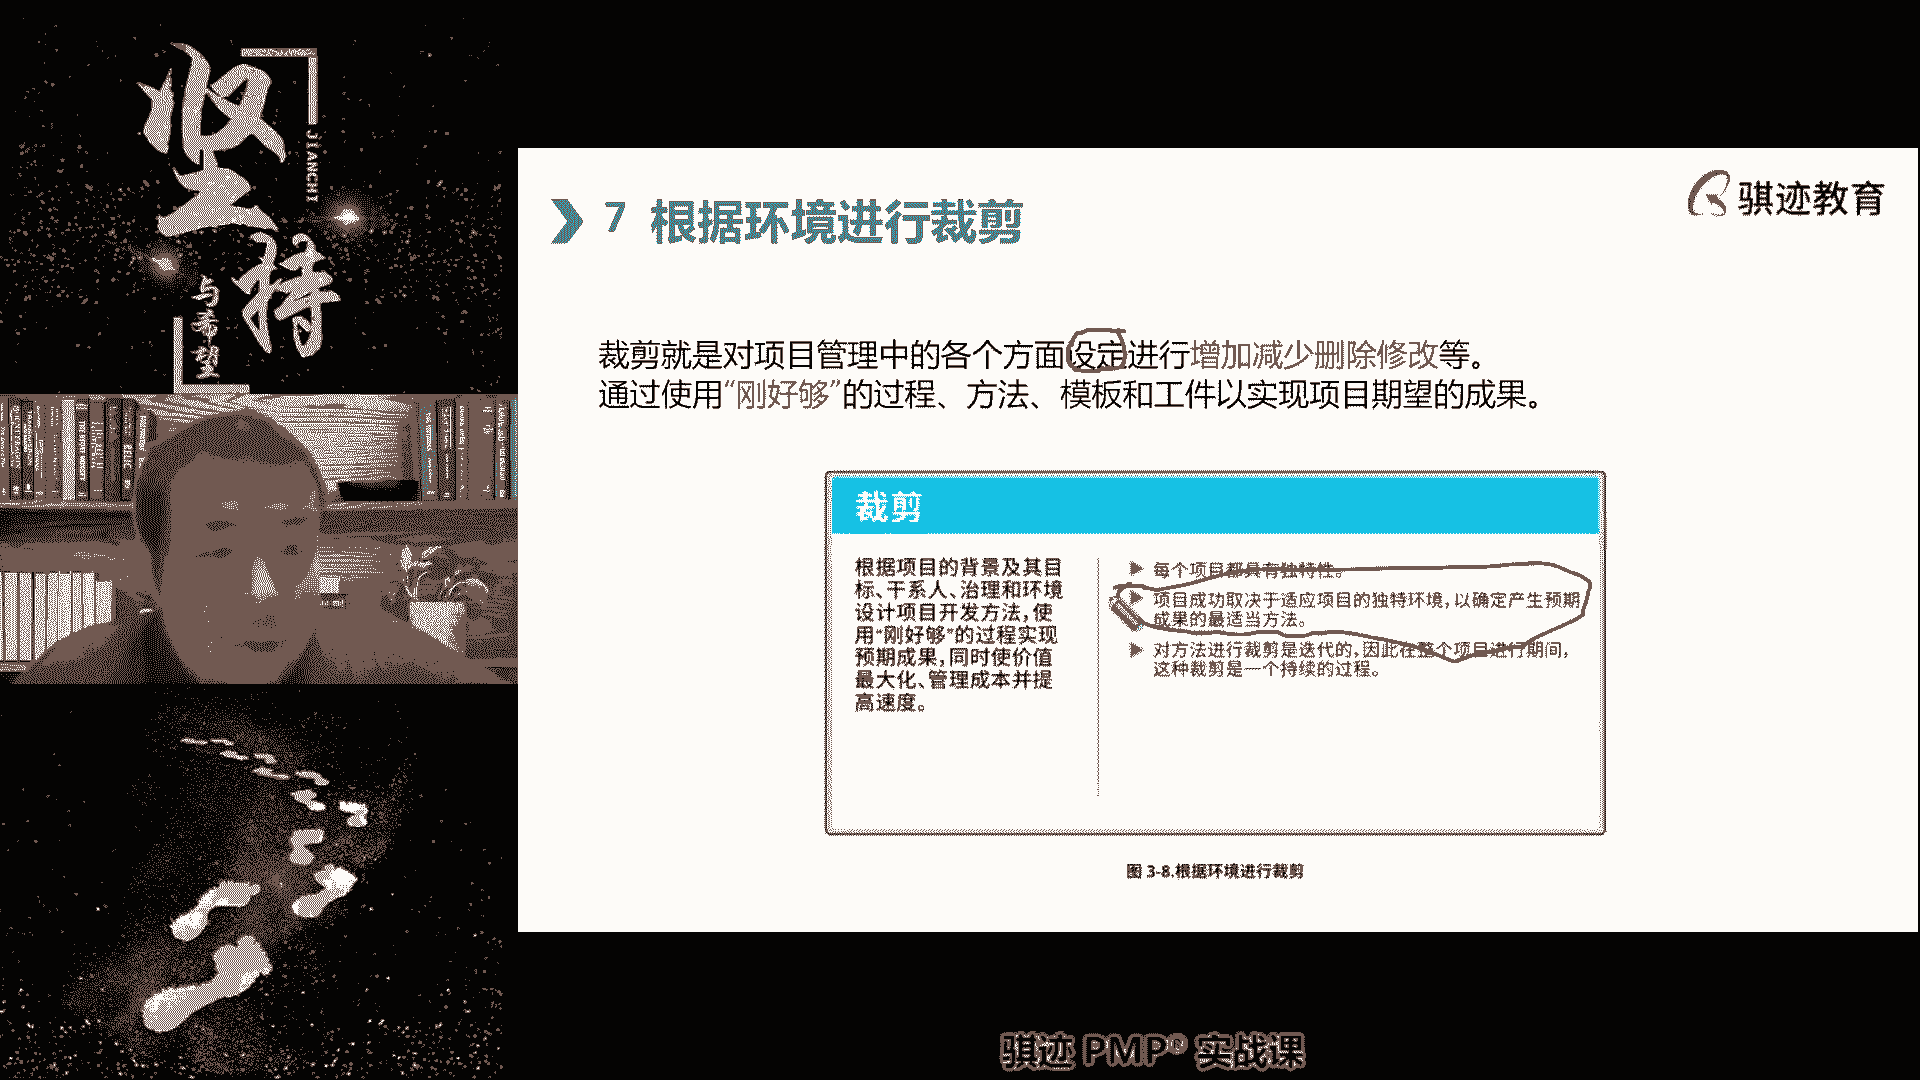 坚持
JIANCHI
与希望
骐迹教育
7 根据环境进行裁剪
裁剪就是对项目管理中的各个方面设定进行增加减少删除修改等。
通过使用“刚好够”的过程、方法、模板和工件以实现项目期望的成果。
裁剪
根据项目的背景及其目
标、干系人、治理和环境
设计项目开发方法,使
用“刚好够”的过程实现
预期成果,同时使价值
最大化、管理成本并提
高速度。
每个项目都具有独特性。
项目成功取决于适应项目的独特环境,以确定产生预期
成果的最适当方法。
对方法进行裁剪是迭代的,因此在整个项目进行期间,
这种裁剪是一个持续的过程。
图 3-8.根据环境进行裁剪
骐迹 PMP® 实战课